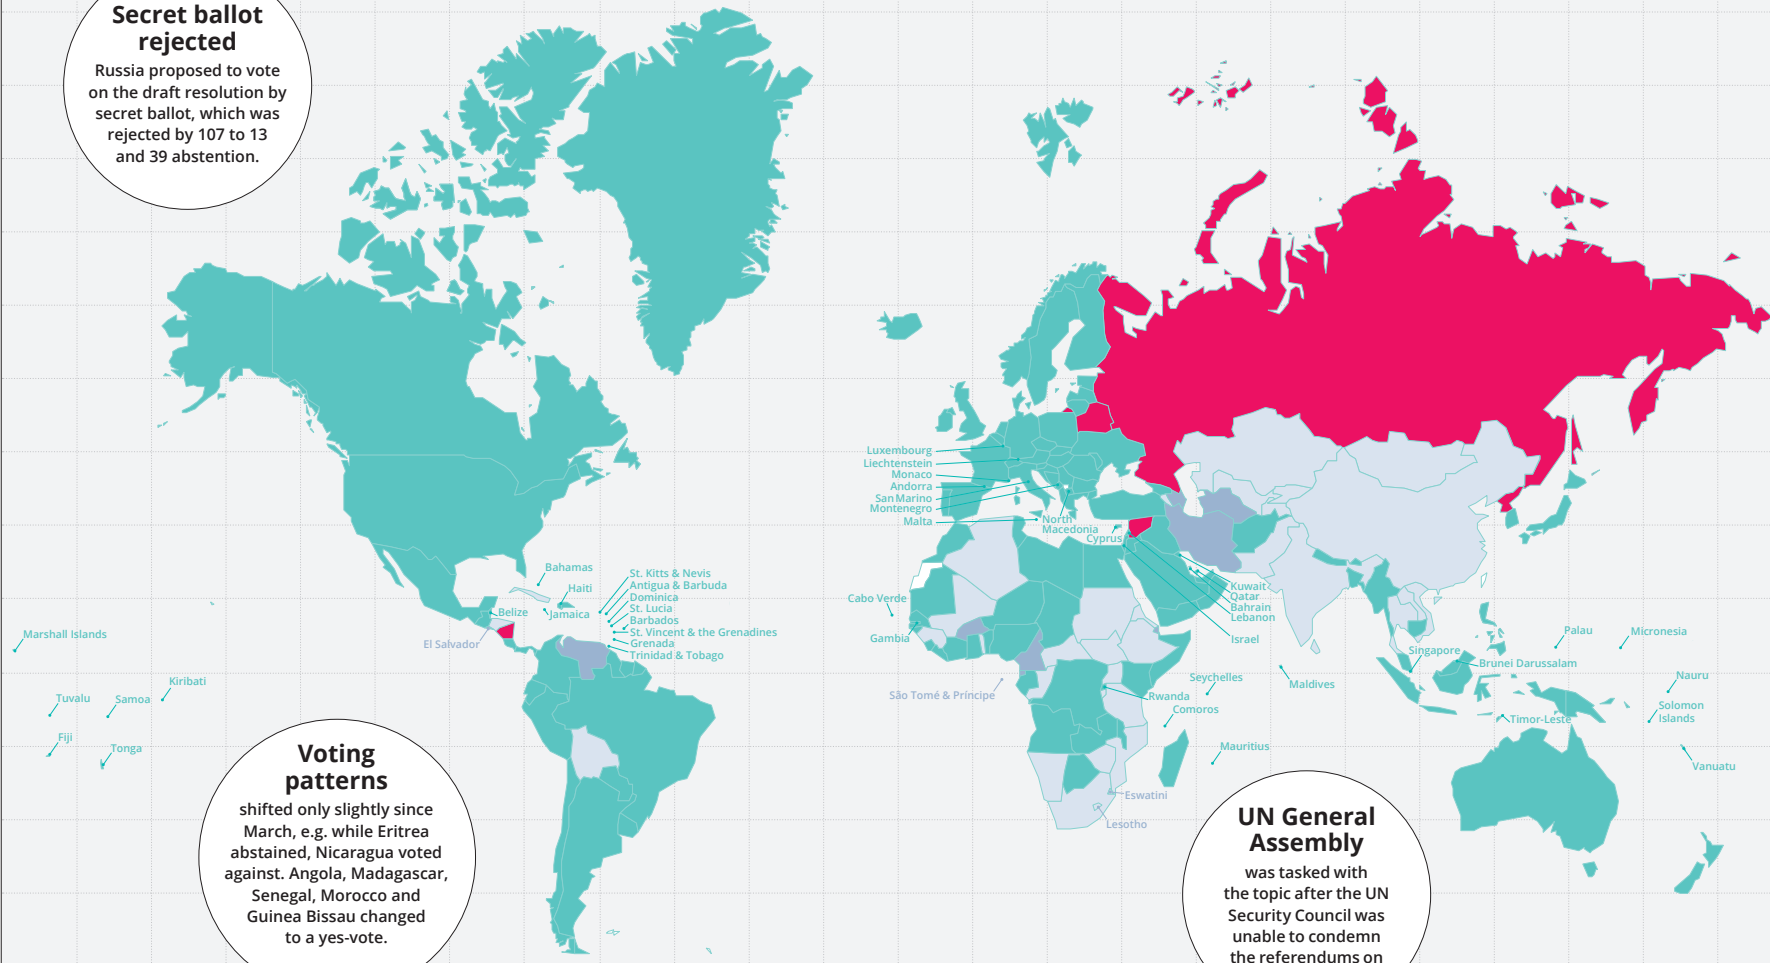 Secret ballot
rejected
Russia proposed to vote
on the draft resolution by
secret ballot, which was
rejected by 107 to 13
and 39 abstention.
Luxembourg
Liechtenstein
Monaco
Andorra
San Marino
Montenegro
Malta
North
Macedonia
Cyprus
Bahamas
Haiti
Belize
Jamaica
El Salvador
St. Kitts & Nevis
Antigua & Barbuda
Dominica
St. Lucia
Barbados
St. Vincent & the Grenadines
Grenada
Trinidad & Tobago
Cabo Verde
Gambia
São Tomé & Príncipe
Kuwait
Qatar
Bahrain
Lebanon
Israel
Seychelles
Rwanda
Comoros
Mauritius
Maldives
Eswatini
Lesotho
Singapore
Brunei Darussalam
Timor-Leste
Palau
Micronesia
Nauru
Solomon
Islands
Vanuatu
Marshall Islands
Kiribati
Tuvalu
Samoa
Fiji
Tonga
Voting
patterns
shifted only slightly since
March, e.g. while Eritrea
abstained, Nicaragua voted
against. Angola, Madagascar,
Senegal, Morocco and
Guinea Bissau changed
to a yes-vote.
UN General
Assembly
was tasked with
the topic after the UN
Security Council was
unable to condemn
the referendums on